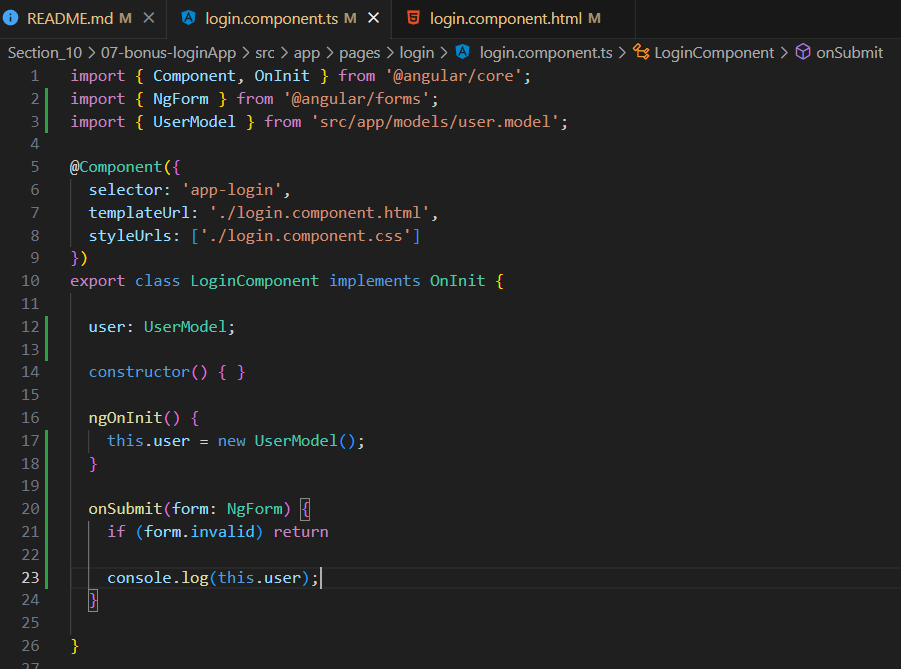 README.md M
login.component.ts M
login.component.html M
Section_10 > 07-bonus-loginApp > src > app > pages > login > login.component.ts > LoginComponent > onSubmit
1 import { Component, OnInit } from '@angular/core';
2 import { NgForm } from '@angular/forms';
3 import { UserModel } from 'src/app/models/user.model';
4
5 @Component({
6   selector: 'app-login',
7   templateUrl: './login.component.html',
8   styleUrls: ['./login.component.css']
9 })
10 export class LoginComponent implements OnInit {
11
12   user: UserModel;
13
14   constructor() { }
15
16   ngOnInit() {
17     this.user = new UserModel();
18   }
19
20   onSubmit(form: NgForm) {
21     if (form.invalid) return
22
23     console.log(this.user);
24   }
25
26 }
27